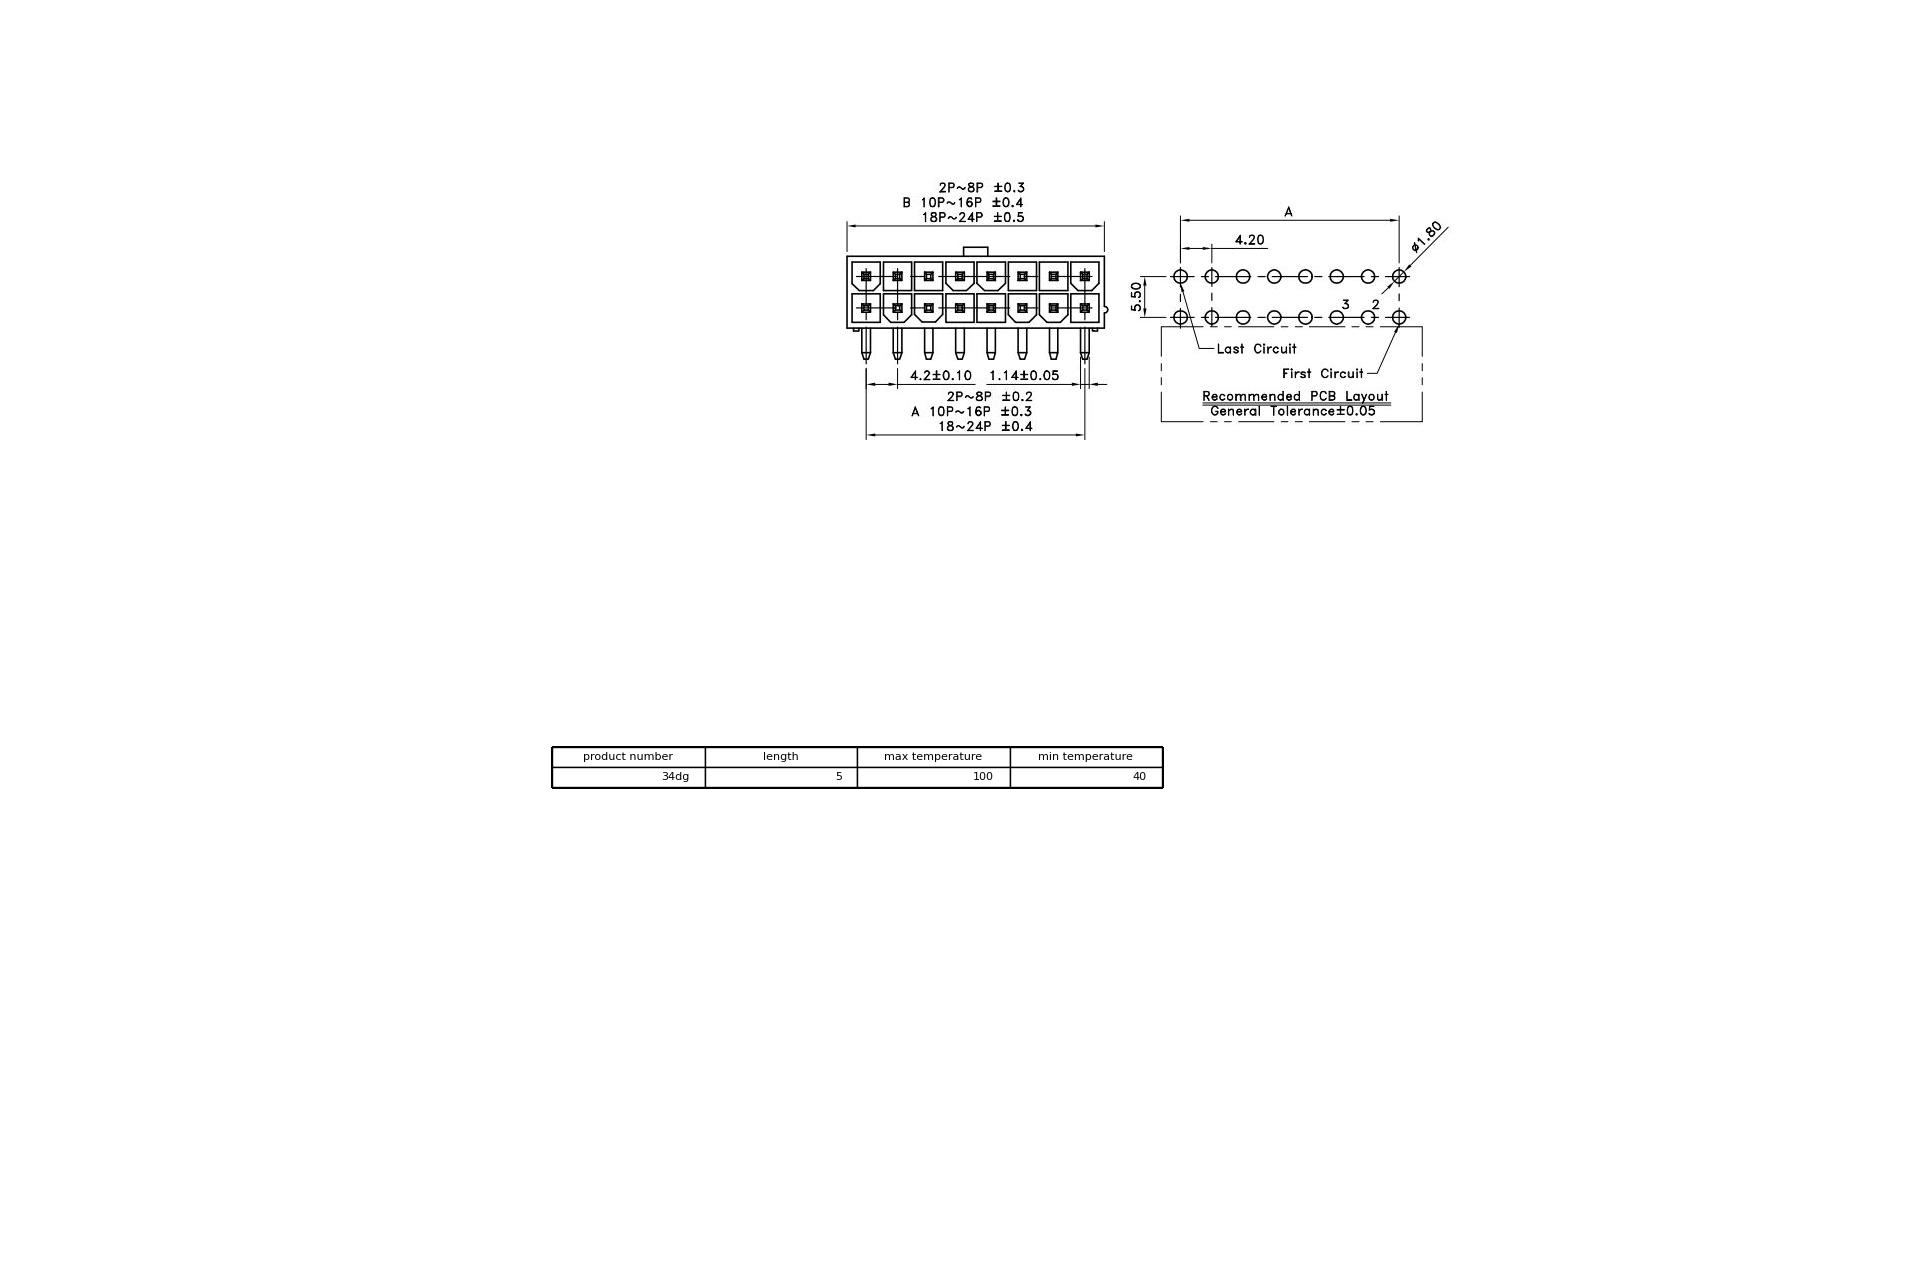 2P~8P ±0.3
B 10P~16P ±0.4
18P~24P ±0.5
4.2±0.10 1.14±0.05
2P~8P ±0.2
A 10P~16P ±0.3
18~24P ±0.4
A
4.20
ø1.80
5.50
3 2
Last Circuit
First Circuit
Recommended PCB Layout
General Tolerance±0.05
product number length max temperature min temperature
34dg 5 100 40